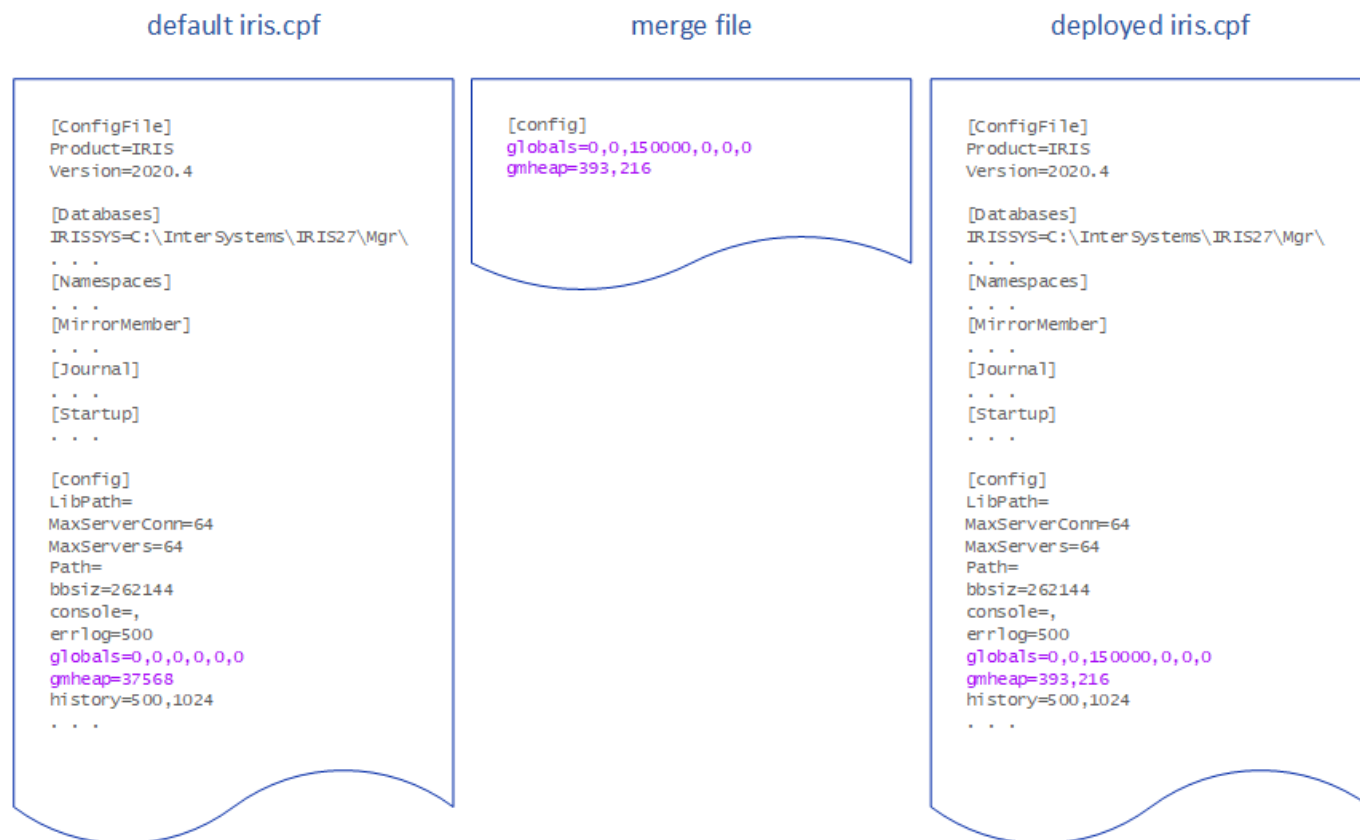 default iris.cpf
[ConfigFile]
Product=IRIS
Version=2020.4
[Databases]
IRISSYS=C:\InterSystems\IRIS27\Mgr\
. . .
[Namespaces]
. . .
[MirrorMember]
. . .
[Journal]
. . .
[Startup]
. . .
[config]
LibPath=
MaxServerConn=64
MaxServers=64
Path=
bbsiz=262144
console=,
errlog=500
globals=0,0,0,0,0,0
gmheap=37568
history=500,1024
. . .
merge file
[config]
globals=0,0,150000,0,0,0
gmheap=393,216
deployed iris.cpf
[ConfigFile]
Product=IRIS
Version=2020.4
[Databases]
IRISSYS=C:\InterSystems\IRIS27\Mgr\
. . .
[Namespaces]
. . .
[MirrorMember]
. . .
[Journal]
. . .
[Startup]
. . .
[config]
LibPath=
MaxServerConn=64
MaxServers=64
Path=
bbsiz=262144
console=,
errlog=500
globals=0,0,150000,0,0,0
gmheap=393,216
history=500,1024
. . .